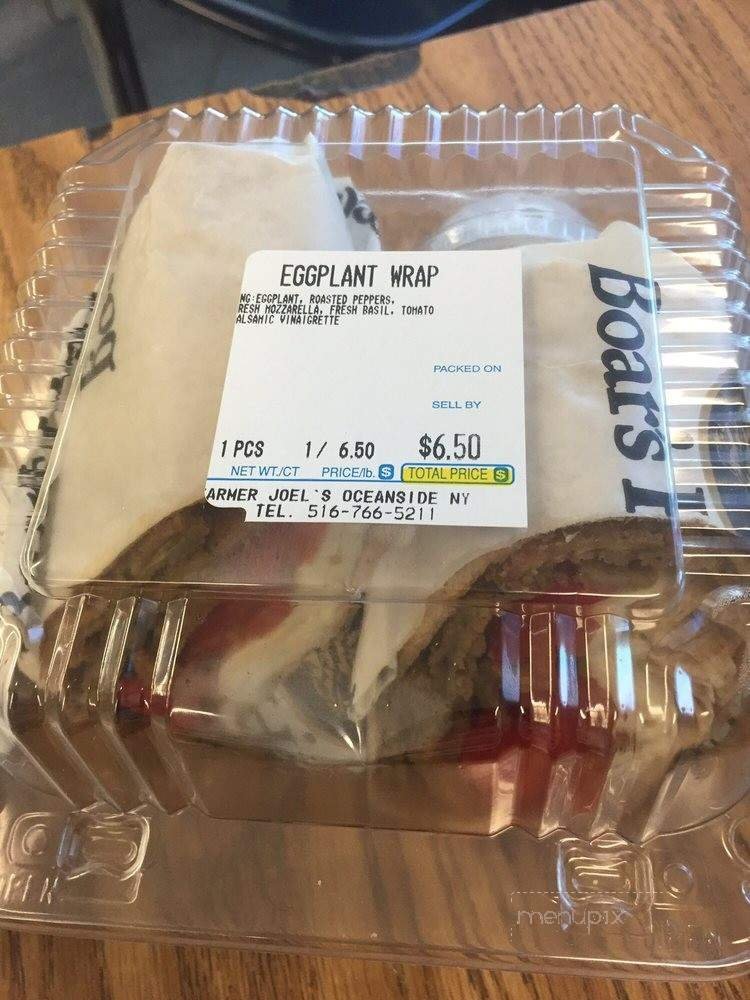 EGGPLANT WRAP
NG:EGGPLANT, ROASTED PEPPERS,
RESH MOZZARELLA, FRESH BASIL, TOMATO
ALSAMIC VINAIGRETTE
PACKED ON
SELL BY
1 PCS 1/ 6.50 $6.50
NET WT./CT PRICE/lb. $ TOTAL PRICE $
ARMER JOEL`S OCEANSIDE NY
TEL. 516-766-5211
Boar's
menupix